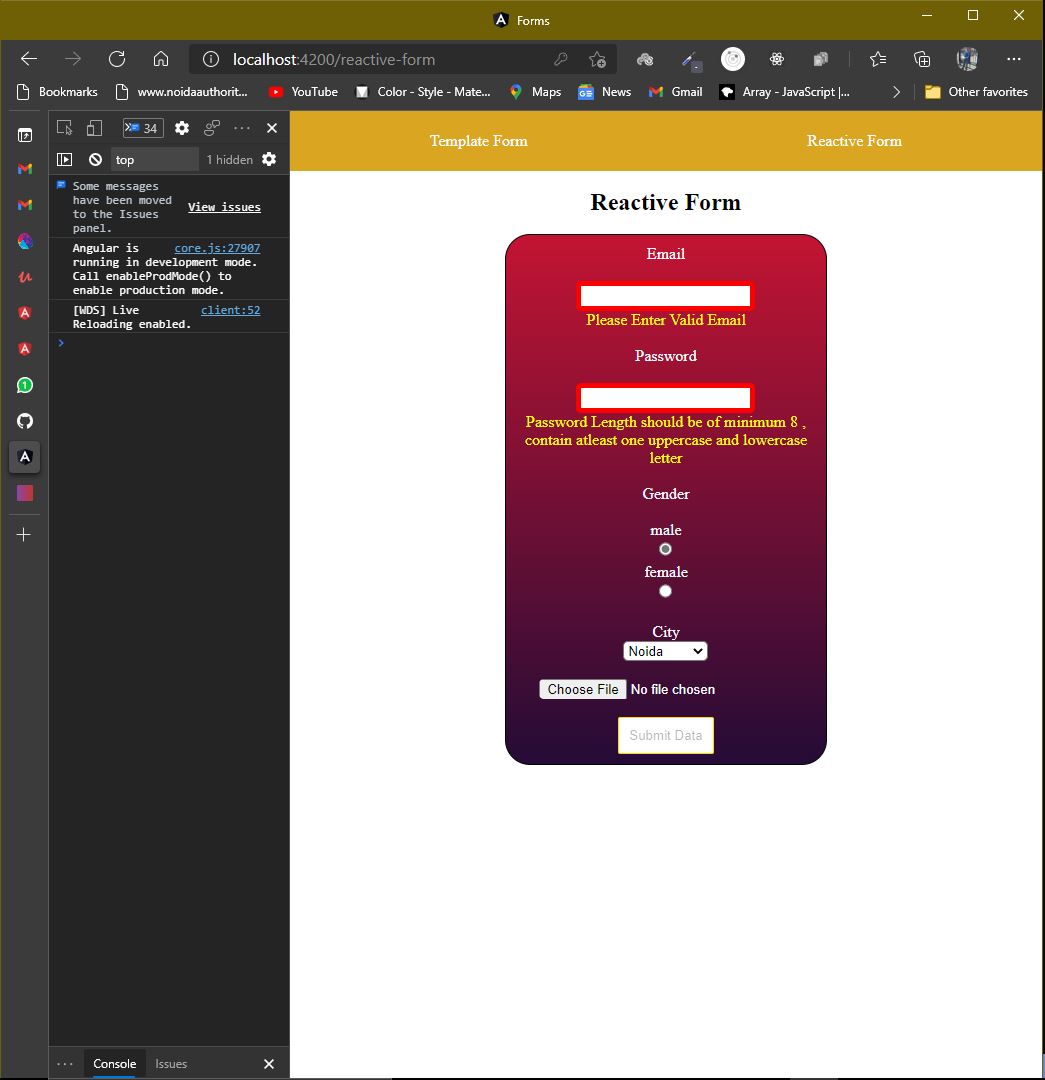 Forms
localhost:4200/reactive-form
Bookmarks
www.noidaauthorit...
YouTube
Color - Style - Mate...
Maps
News
Gmail
Array - JavaScript |...
Other favorites
34
top
1 hidden
Some messages
have been moved
to the Issues
panel.
View issues
Angular is
core.js:27907
running in development mode.
Call enableProdMode() to
enable production mode.
[WDS] Live
client:52
Reloading enabled.
Template Form
Reactive Form
Reactive Form
Email
Please Enter Valid Email
Password
Password Length should be of minimum 8 ,
contain atleast one uppercase and lowercase
letter
Gender
male
female
City
Noida
Choose File No file chosen
Submit Data
Console
Issues